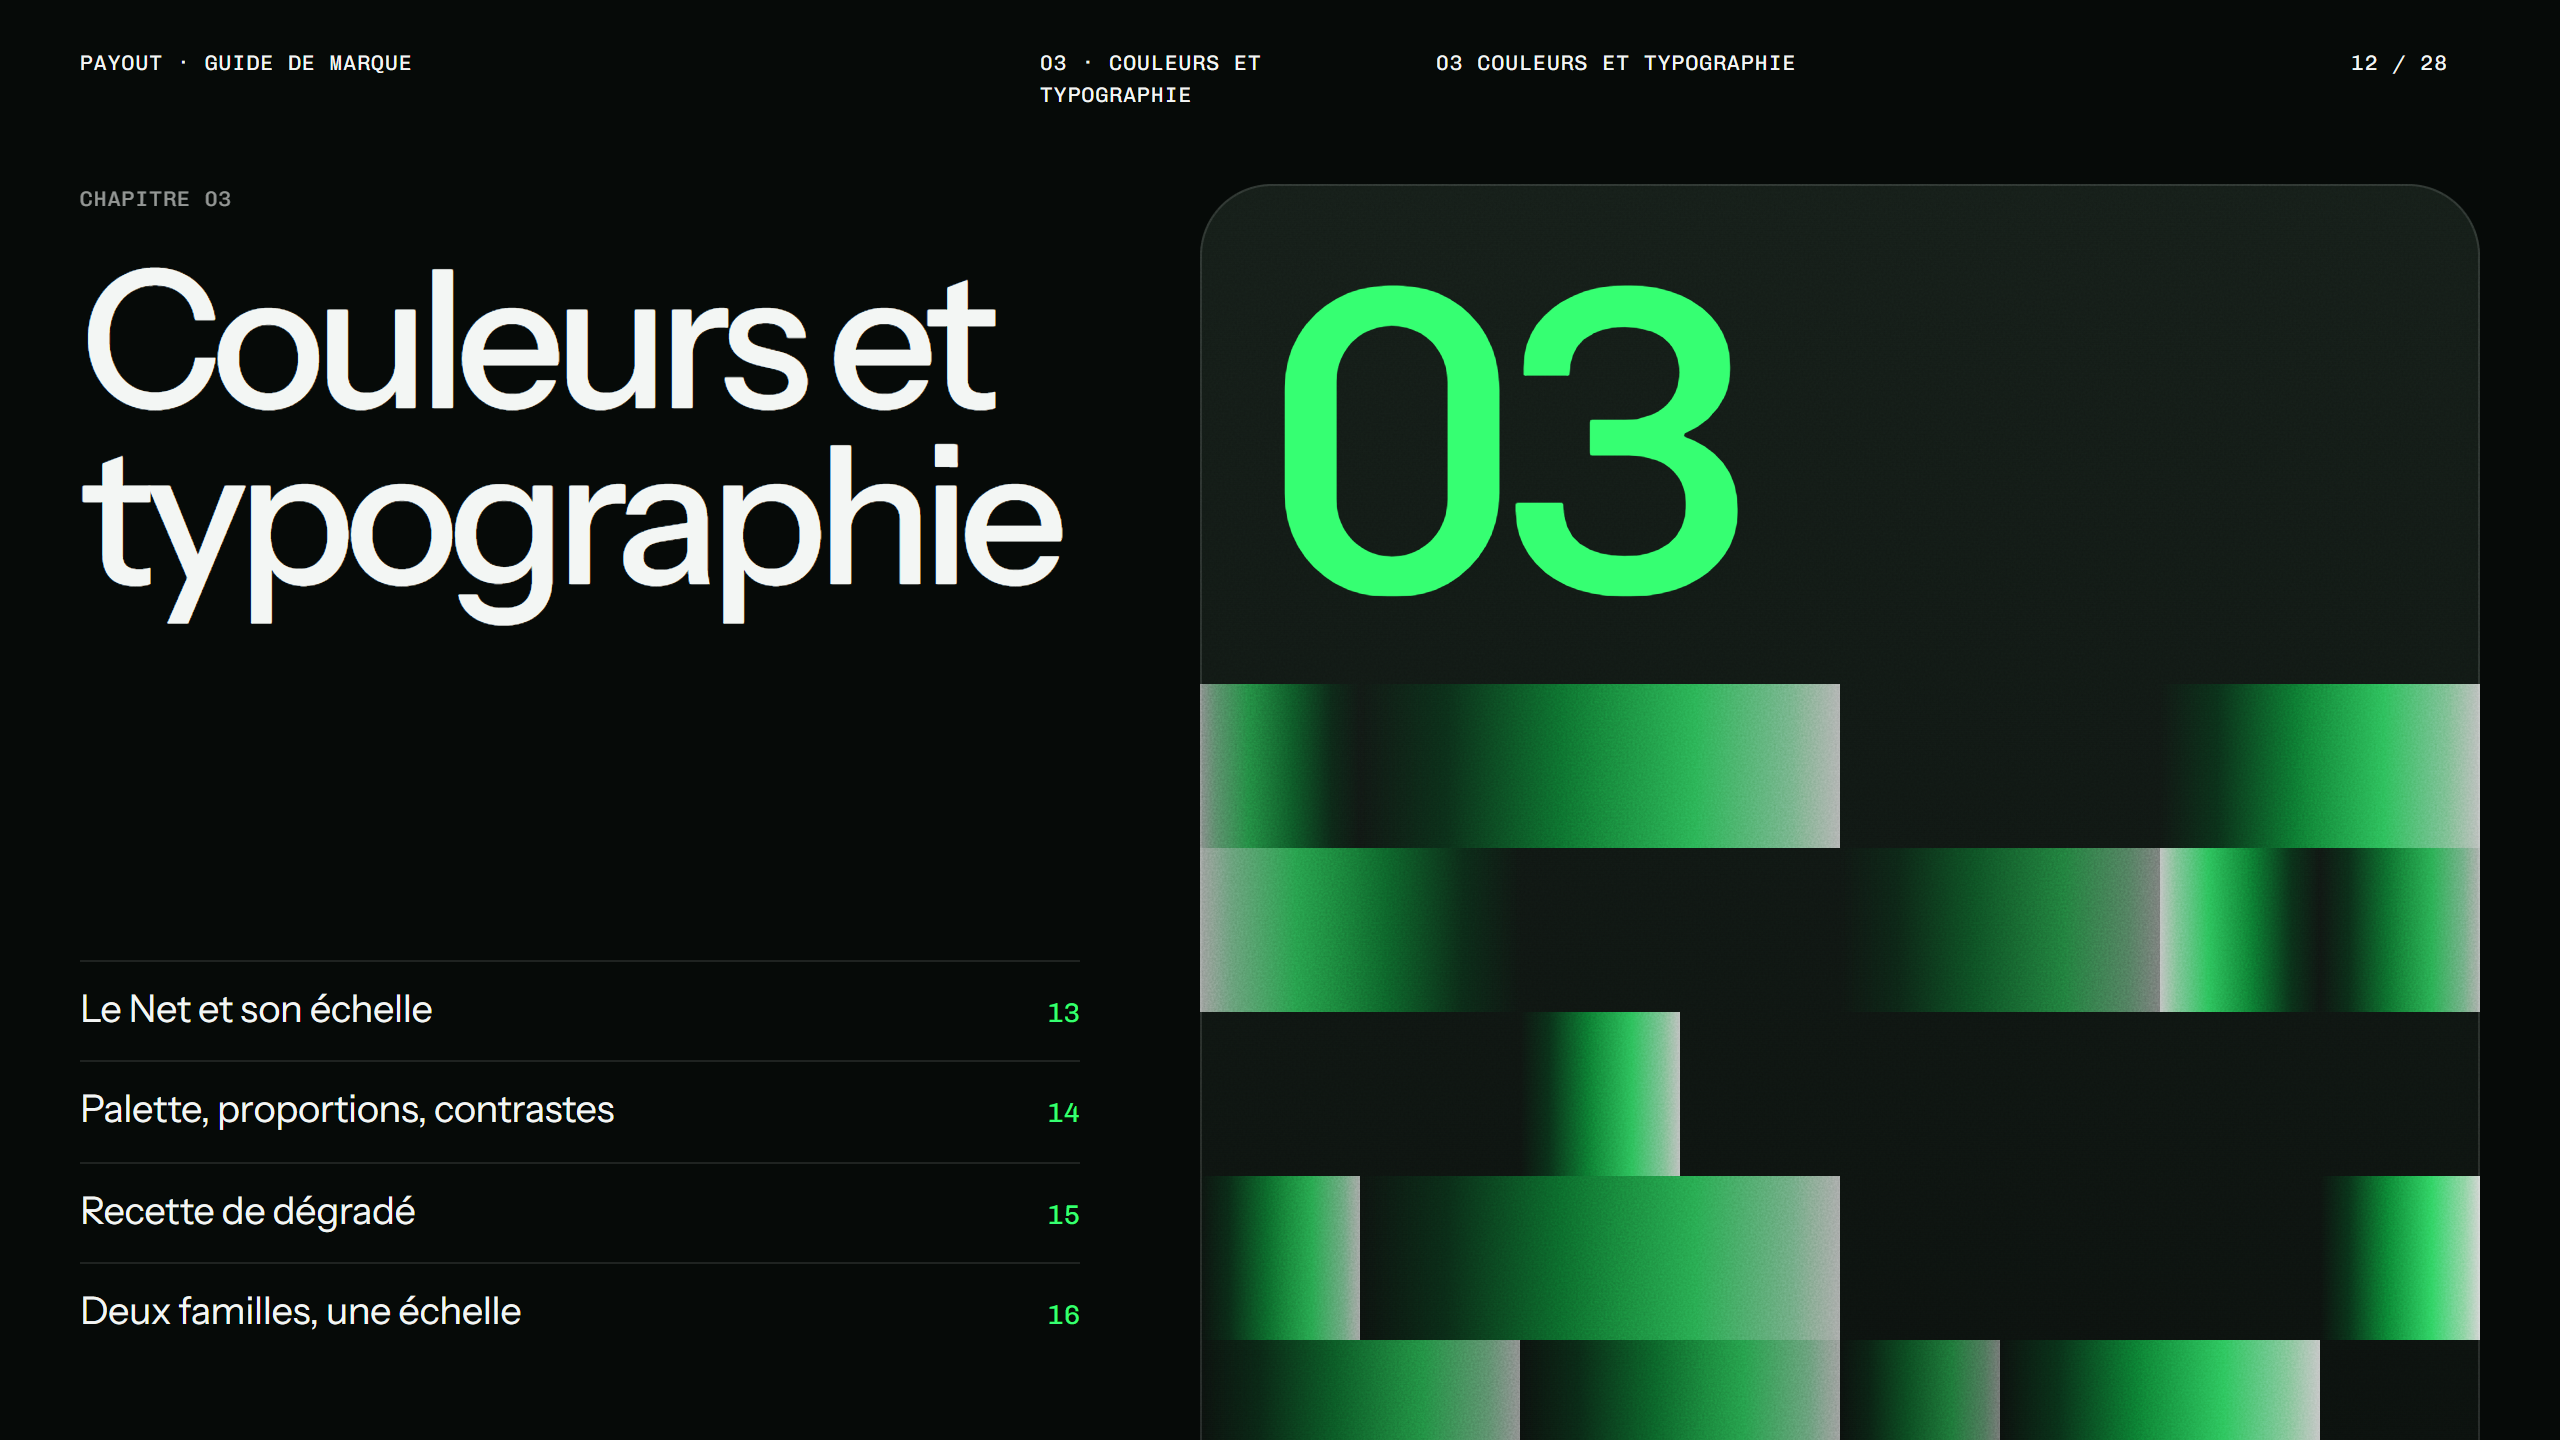 PAYOUT · GUIDE DE MARQUE
03 · COULEURS ET
TYPOGRAPHIE
03 COULEURS ET TYPOGRAPHIE
12 / 28
CHAPITRE 03
Couleurs et
typographie
03
Le Net et son échelle 13
Palette, proportions, contrastes 14
Recette de dégradé 15
Deux familles, une échelle 16